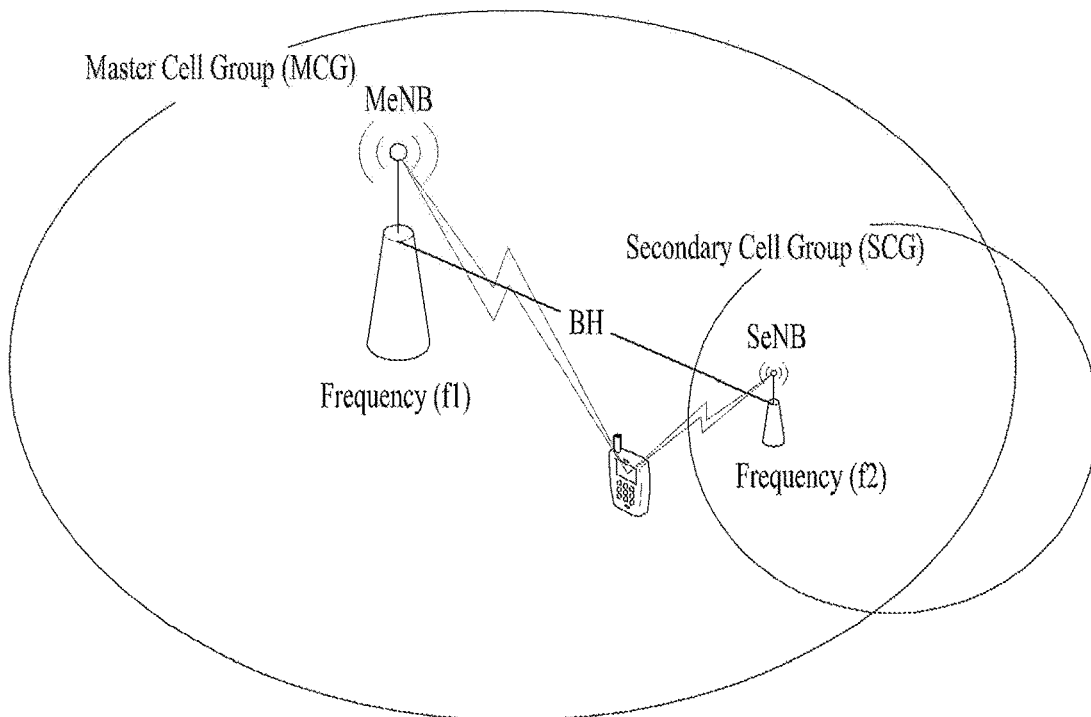 Master Cell Group (MCG)
MeNB
Secondary Cell Group (SCG)
BH
SeNB
Frequency (f1)
Frequency (f2)